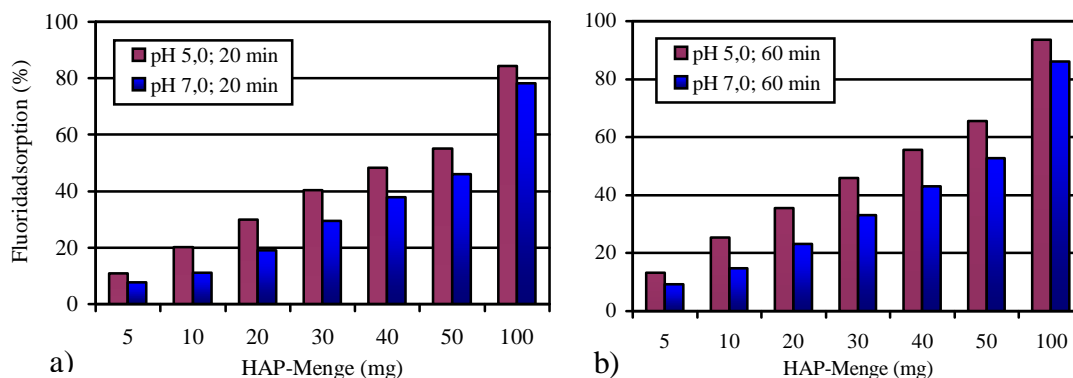 100
80
60
40
20
0
Fluoridadsorption (%)
pH 5,0; 20 min
pH 7,0; 20 min
5 10 20 30 40 50 100
HAP-Menge (mg)
a)
100
80
60
40
20
0
pH 5,0; 60 min
pH 7,0; 60 min
5 10 20 30 40 50 100
HAP-Menge (mg)
b)